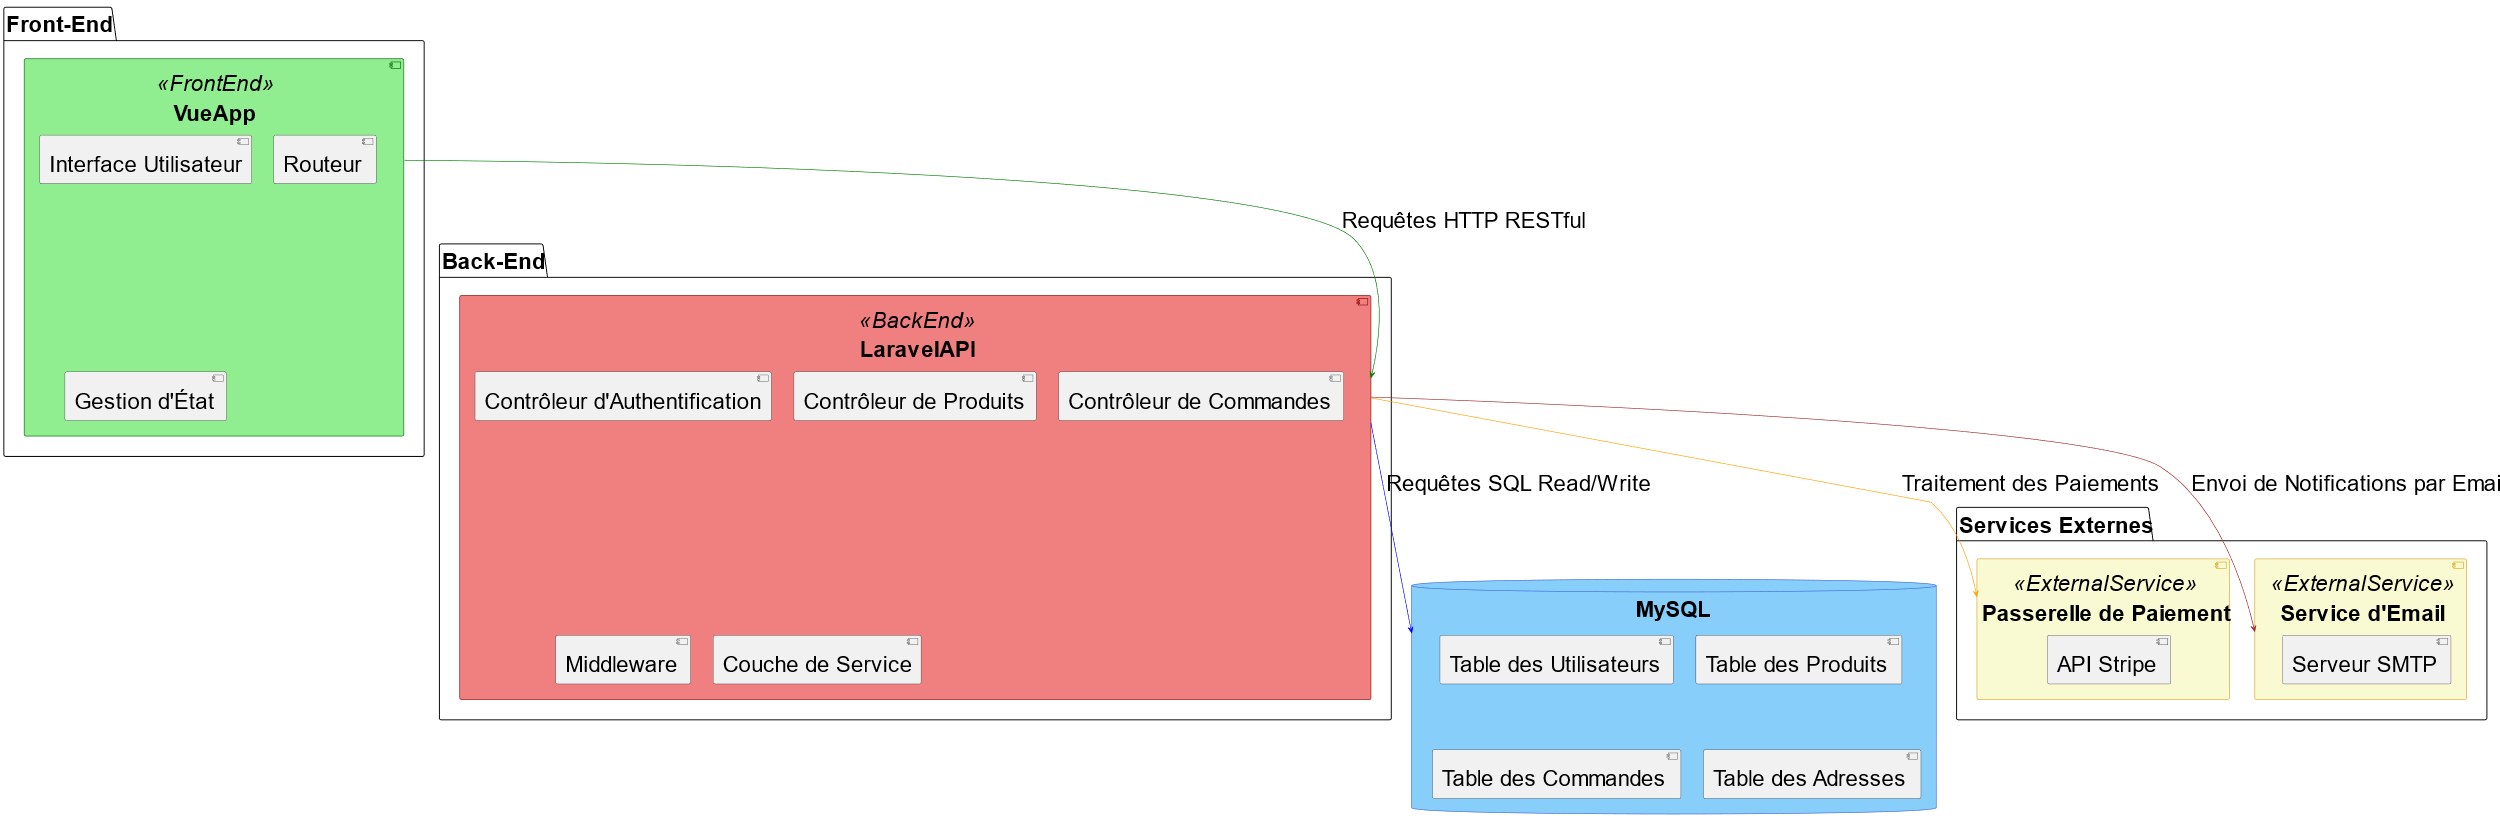 Front-End
«FrontEnd»
VueApp
Interface Utilisateur
Routeur
Gestion d'État
Requêtes HTTP RESTful
Back-End
«BackEnd»
LaravelAPI
Contrôleur d'Authentification
Contrôleur de Produits
Contrôleur de Commandes
Middleware
Couche de Service
Requêtes SQL Read/Write
Traitement des Paiements
Envoi de Notifications par Emai
MySQL
Table des Utilisateurs
Table des Produits
Table des Commandes
Table des Adresses
Services Externes
«ExternalService»
Passerelle de Paiement
API Stripe
«ExternalService»
Service d'Email
Serveur SMTP